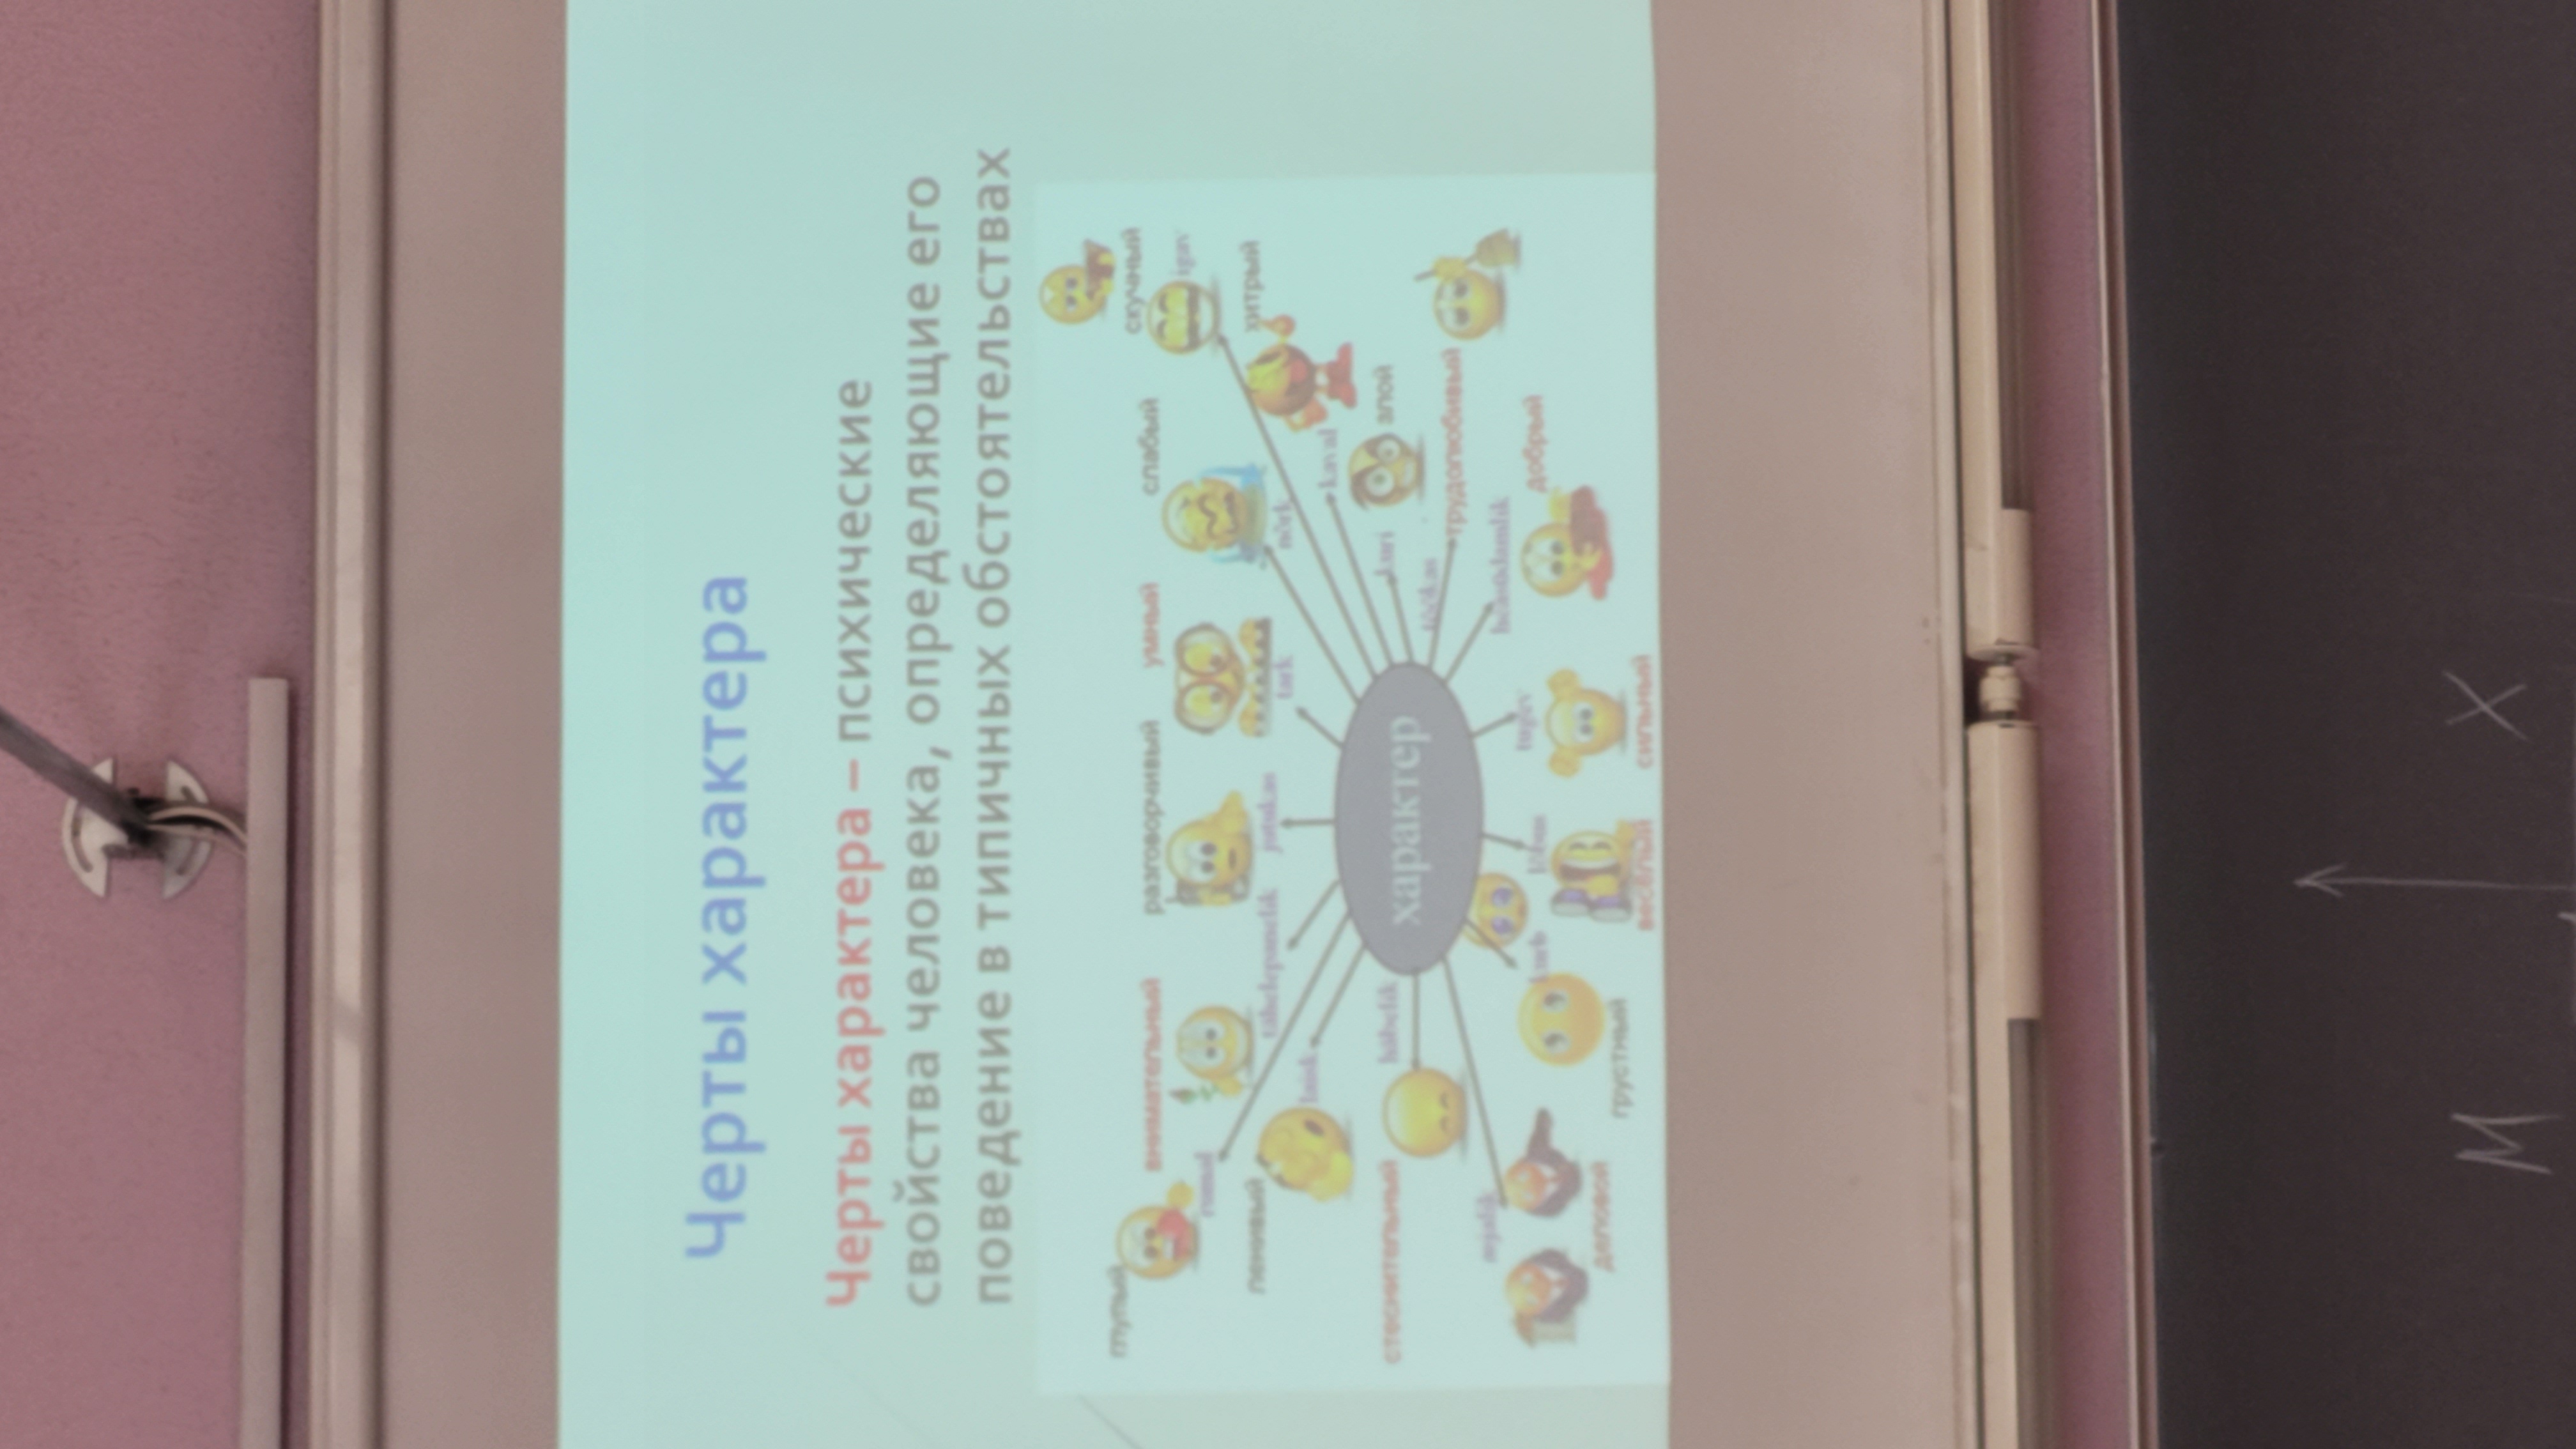 Черты характера
Черты характера – психические
свойства человека, определяющие его
поведение в типичных обстоятельствах
скучный
глупый
внимательный
разговорчивый
умный
слабый
igav
rumal
ленивый
хитрый
tähelepanelik
jutukas
tark
nõrk
laisk
kaval
стеснительный
häbelik
характер
kuri
злой
töökas
трудолюбивый
asjalik
heasüdamlik
kurb
lõbus
tugev
добрый
деловой
грустный
весёлый
сильный
М
Х